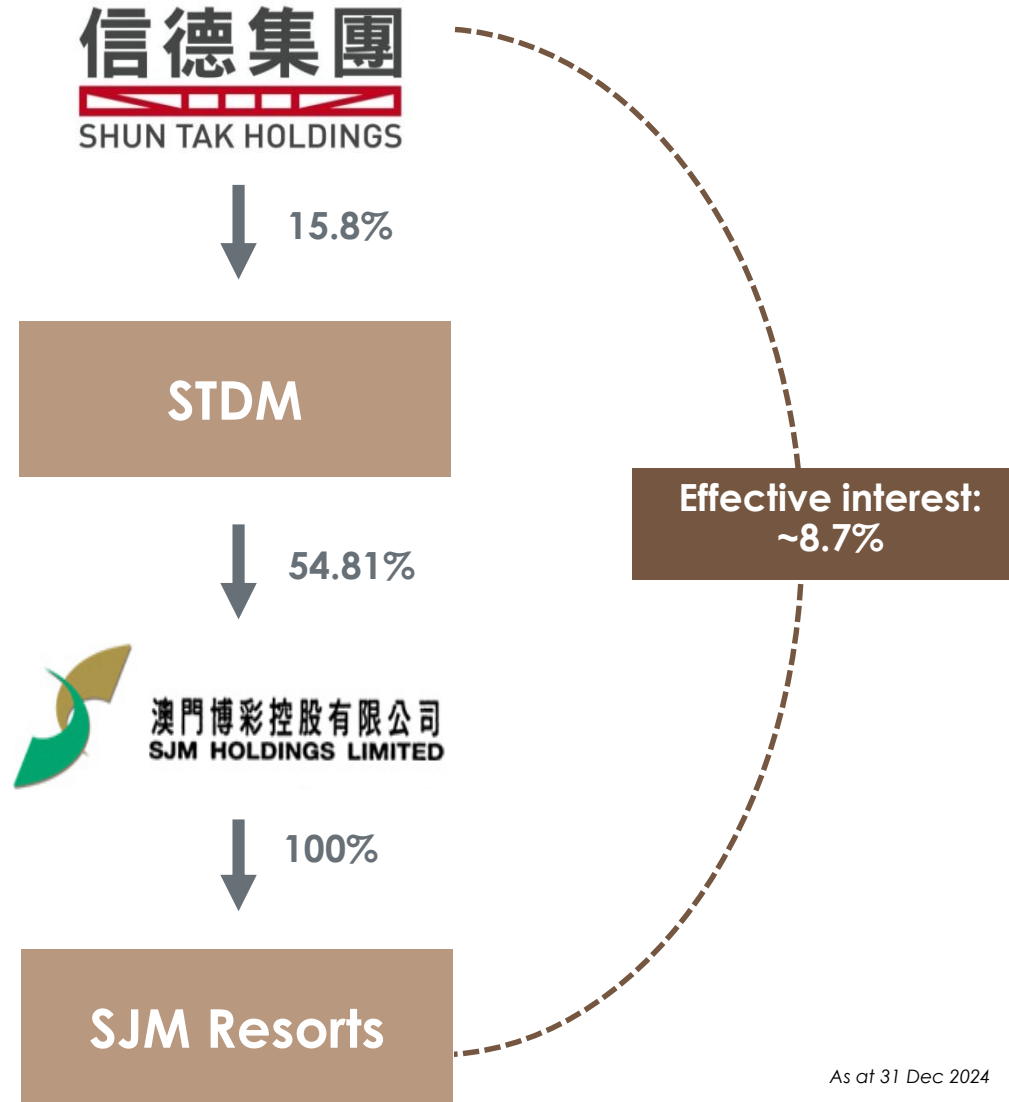 信德集團
SHUN TAK HOLDINGS
15.8%
STDM
Effective interest:
~8.7%
54.81%
澳門博彩控股有限公司
SJM HOLDINGS LIMITED
100%
SJM Resorts
As at 31 Dec 2024